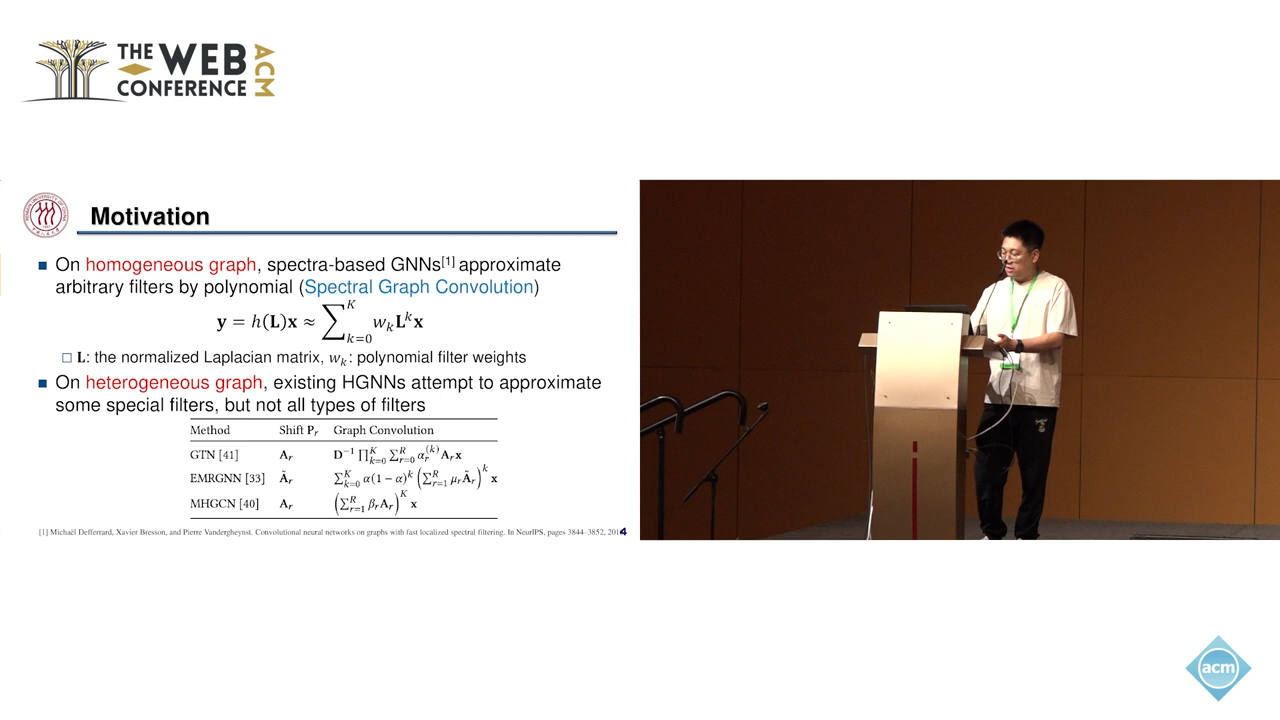 THE WEB
CONFERENCE
ACM
Motivation
■ On homogeneous graph, spectra-based GNNs[1] approximate
arbitrary filters by polynomial (Spectral Graph Convolution)
𝐲 = ℎ(𝐋)𝐱 ≈ ∑_{k=0}^{K} w_k 𝐋^k 𝐱
□ 𝐋: the normalized Laplacian matrix, w_k: polynomial filter weights
■ On heterogeneous graph, existing HGNNs attempt to approximate
some special filters, but not all types of filters
Method Shift P_r Graph Convolution
GTN [41] A_r D^{-1} ∏_{k=0}^{K} ∑_{r=0}^{R} α_r^{(k)} A_r x
EMRGNN [33] Ã_r ∑_{k=0}^{K} α(1 − α)^k (∑_{r=1}^{R} μ_r Ã_r)^k x
MHGCN [40] A_r (∑_{r=1}^{R} β_r A_r)^K x
[1] Michaël Defferrard, Xavier Bresson, and Pierre Vandergheynst. Convolutional neural networks on graphs with fast localized spectral filtering. In NeurIPS, pages 3844–3852, 201
4
acm